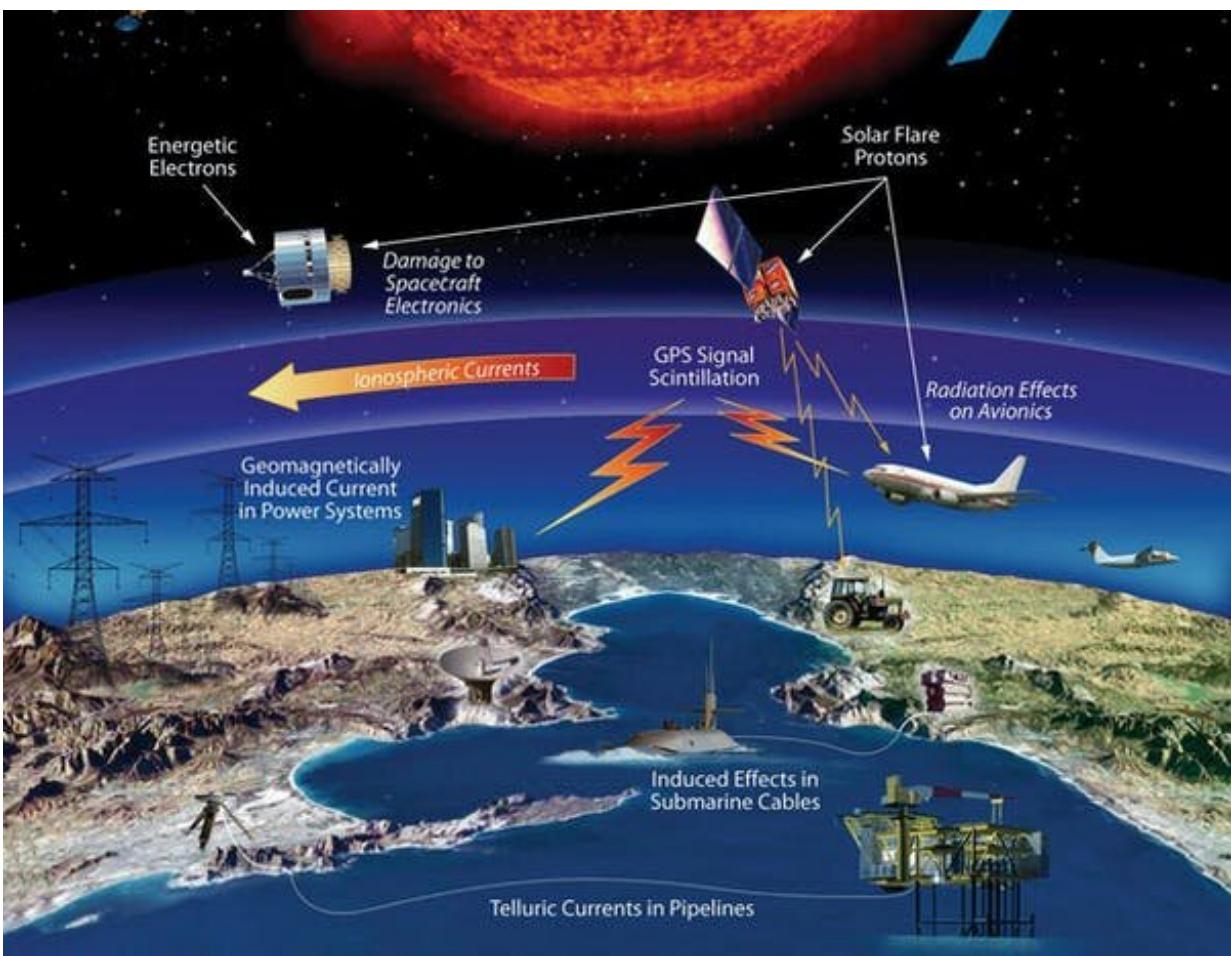 Energetic
Electrons
Solar Flare
Protons
Damage to
Spacecraft
Electronics
Ionospheric Currents
GPS Signal
Scintillation
Radiation Effects
on Avionics
Geomagnetically
Induced Current
in Power Systems
Induced Effects in
Submarine Cables
Telluric Currents in Pipelines